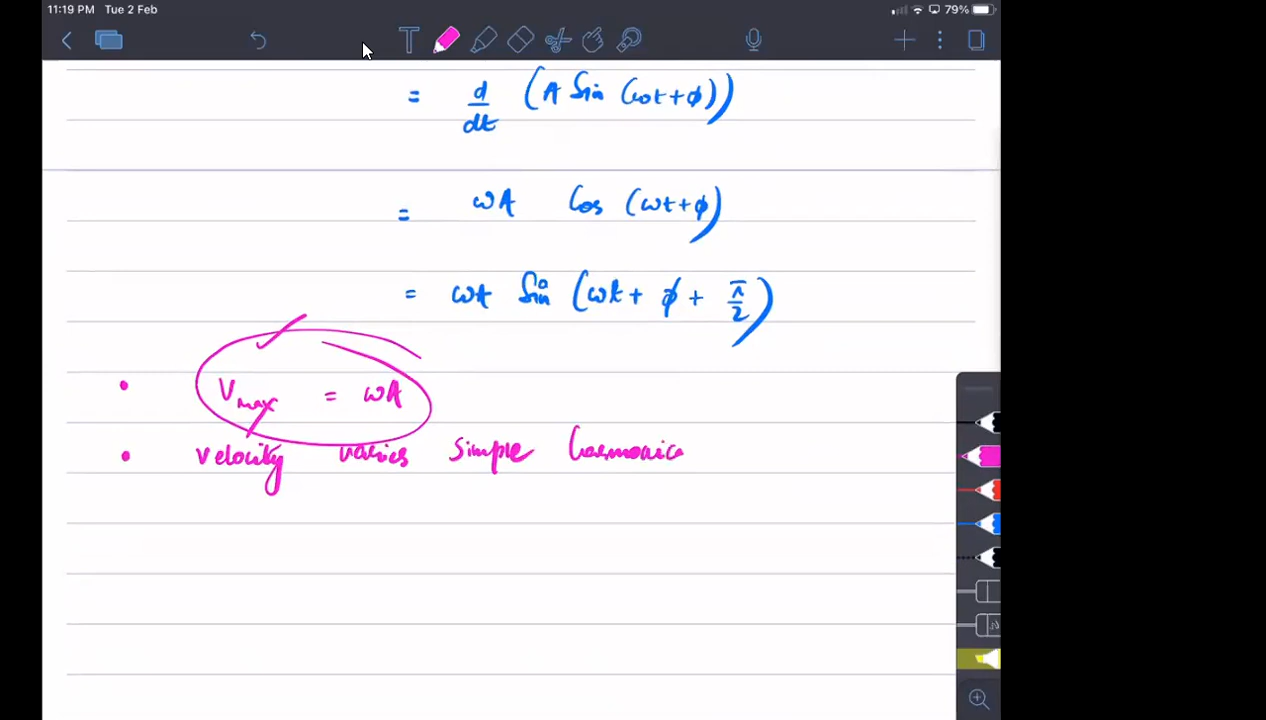 11:19 PM Tue 2 Feb 79%
= d/dt (A Sin (ωt+ϕ))
= ωA Cos (ωt+ϕ)
= ωA Sin (ωt + ϕ + π/2)
• Vmax = ωA
• velocity varies simple harmonica